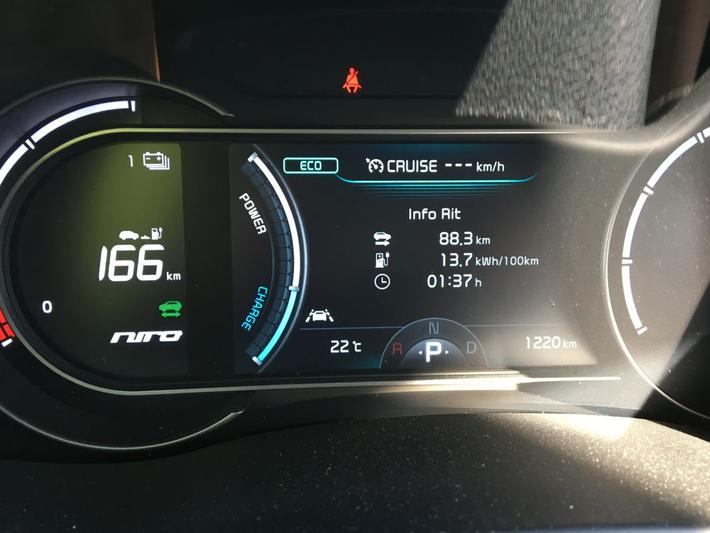 1
166 km
0
niro
POWER
CHARGE
ECO
CRUISE --- km/h
Info Rit
88.3 km
13.7 kWh/100km
01:37 h
22 °C
R N D
P
1220 km